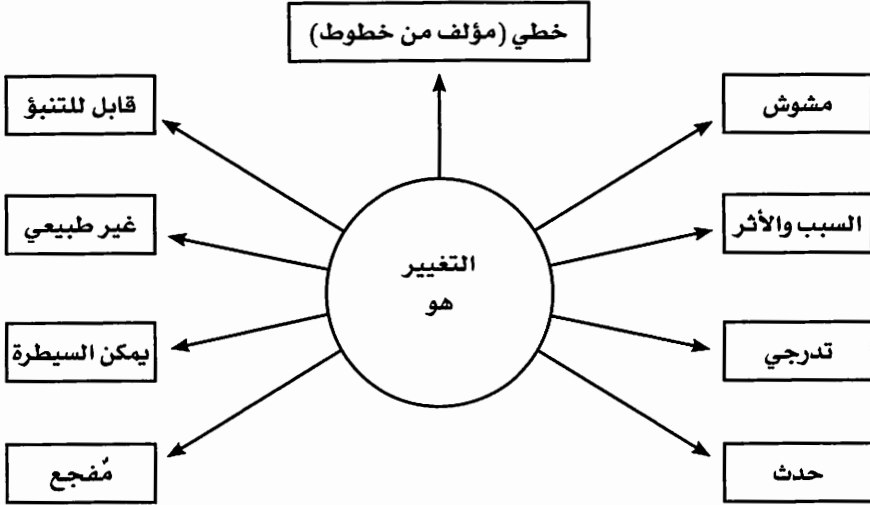 خطي (مؤلف من خطوط)
مشوش
قابل للتنبؤ
السبب والأثر
غير طبيعي
التغيير
هو
تدرجي
يمكن السيطرة
حدث
مُفجع